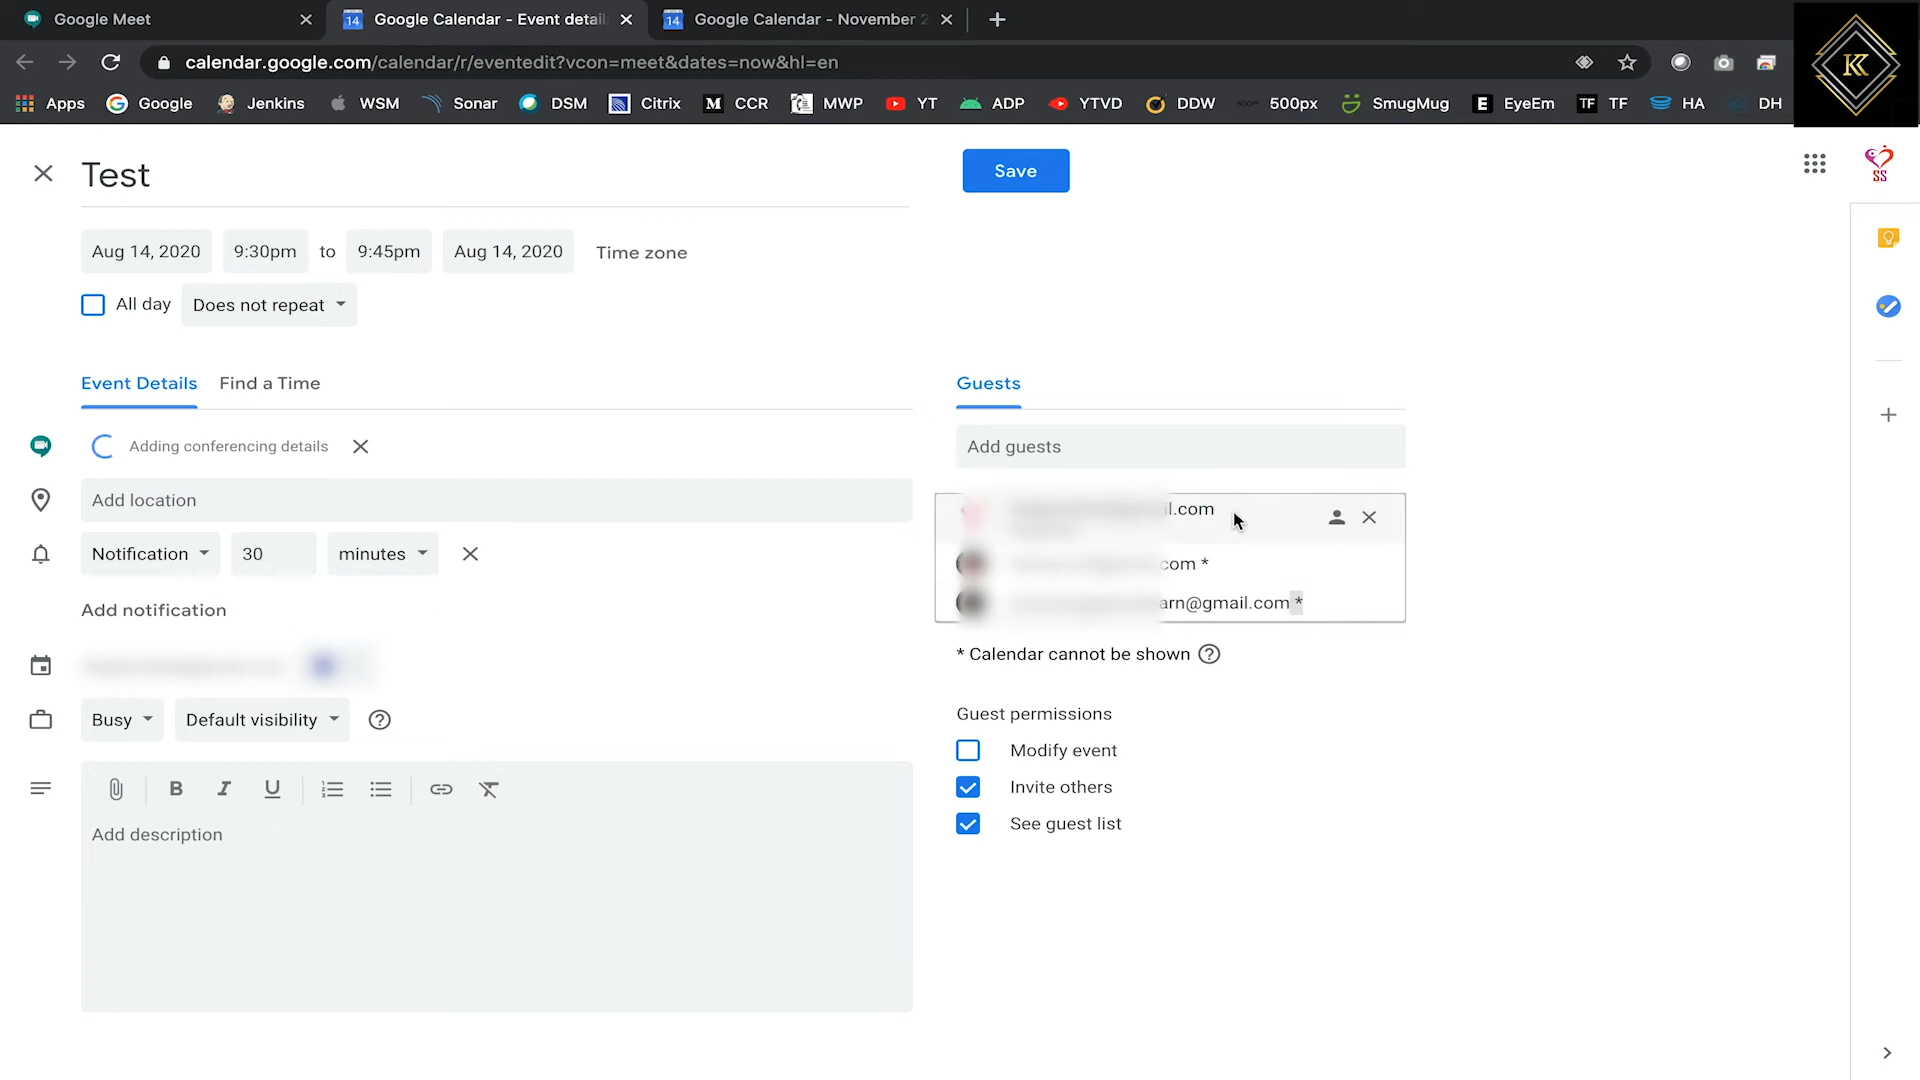 Google Meet
Google Calendar - Event detail
Google Calendar - November 2
calendar.google.com/calendar/r/eventedit?vcon=meet&dates=now&hl=en
Apps Google Jenkins WSM Sonar DSM Citrix M CCR MWP YT ADP YTVD DDW 500px SmugMug E EyeEm TF TF HA DH
Test
Save
SS
Aug 14, 2020 9:30pm to 9:45pm Aug 14, 2020 Time zone
All day Does not repeat
Event Details Find a Time
Guests
Adding conferencing details
Add guests
Add location
l.com
Notification 30 minutes
com *
arn@gmail.com *
Add notification
* Calendar cannot be shown
Busy Default visibility
Guest permissions
Modify event
Invite others
See guest list
B I U
Add description